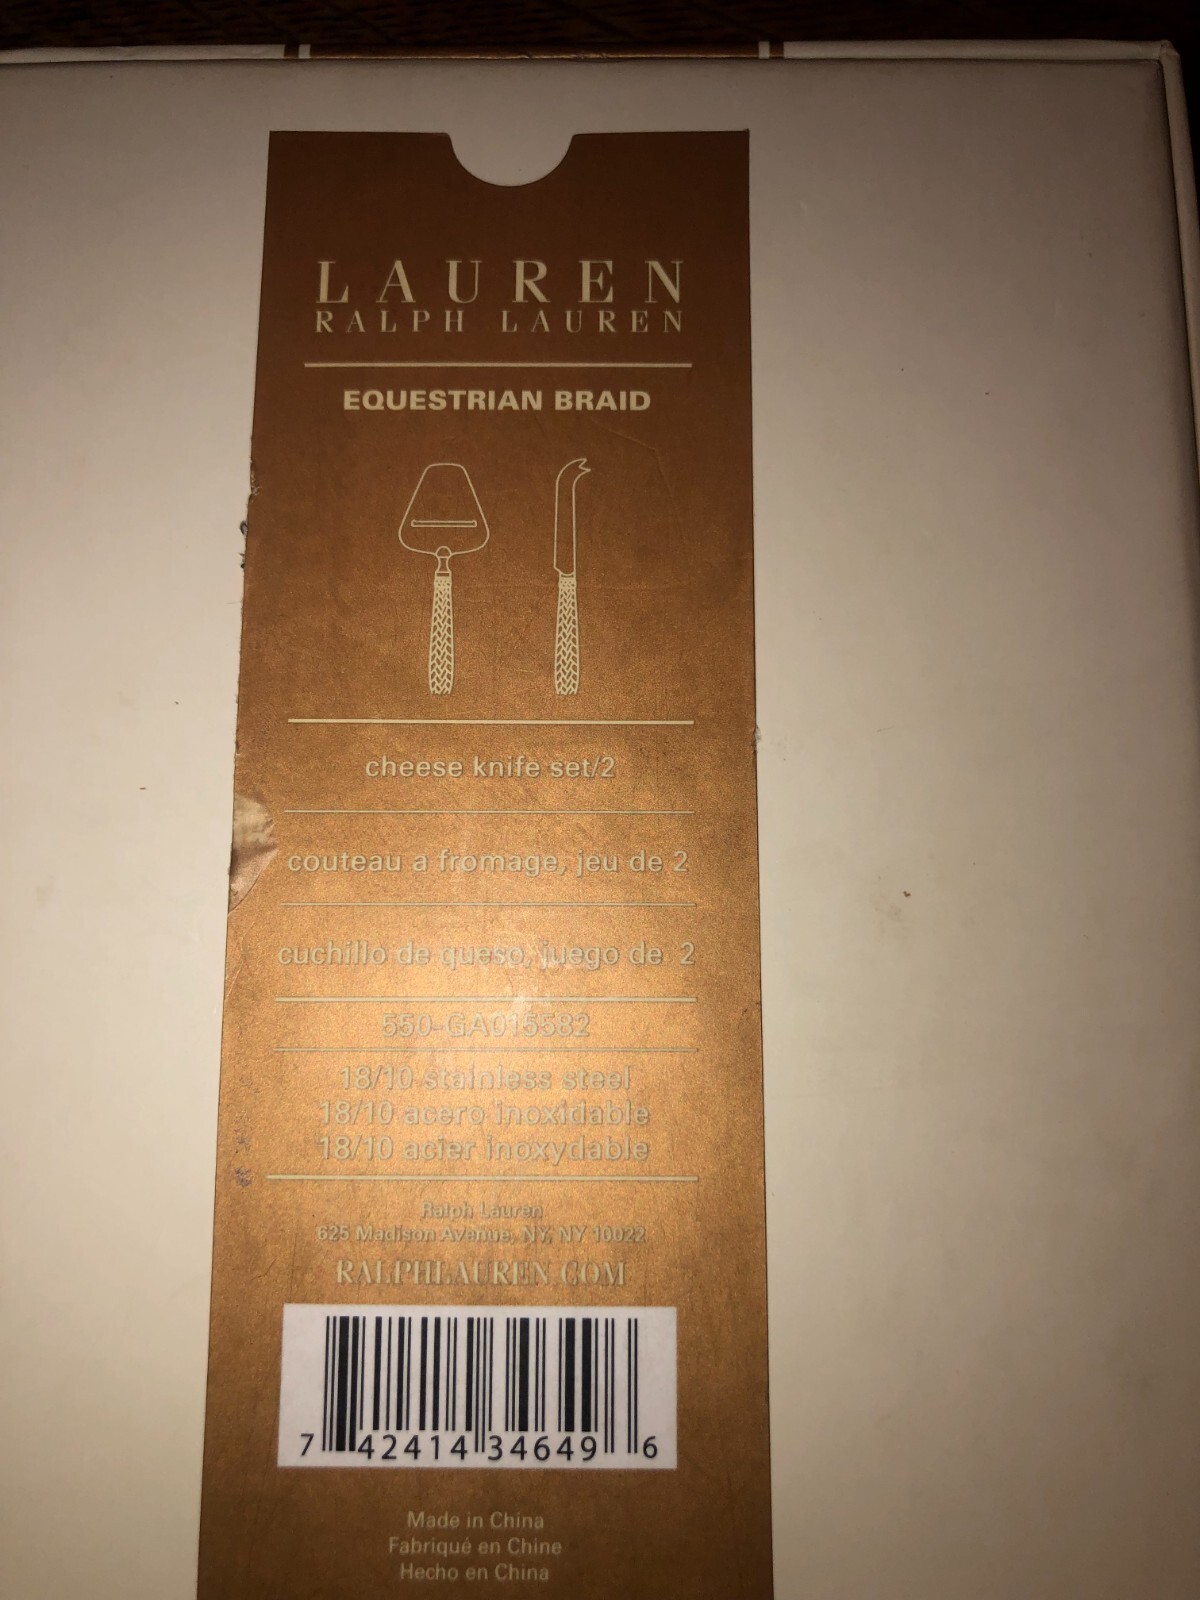 LAUREN
RALPH LAUREN
EQUESTRIAN BRAID
cheese knife set/2
couteau a fromage, jeu de 2
cuchillo de queso, juego de 2
550-GA015582
18/10 stainless steel
18/10 acero inoxidable
18/10 acier inoxydable
Ralph Lauren
625 Madison Avenue, NY, NY 10022
RALPHLAUREN.COM
7 42414 34649 6
Made in China
Fabriqué en Chine
Hecho en China